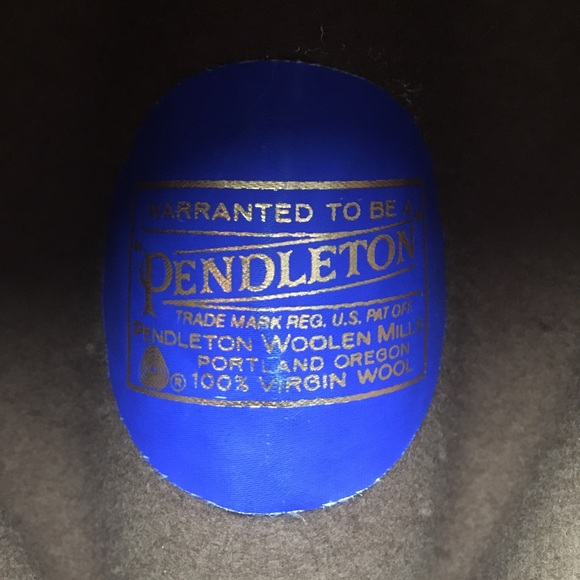 WARRANTED TO BE A
"PENDLETON"
TRADE MARK REG. U.S. PAT OFF.
PENDLETON WOOLEN MILLS
PORTLAND OREGON
® 100% VIRGIN WOOL